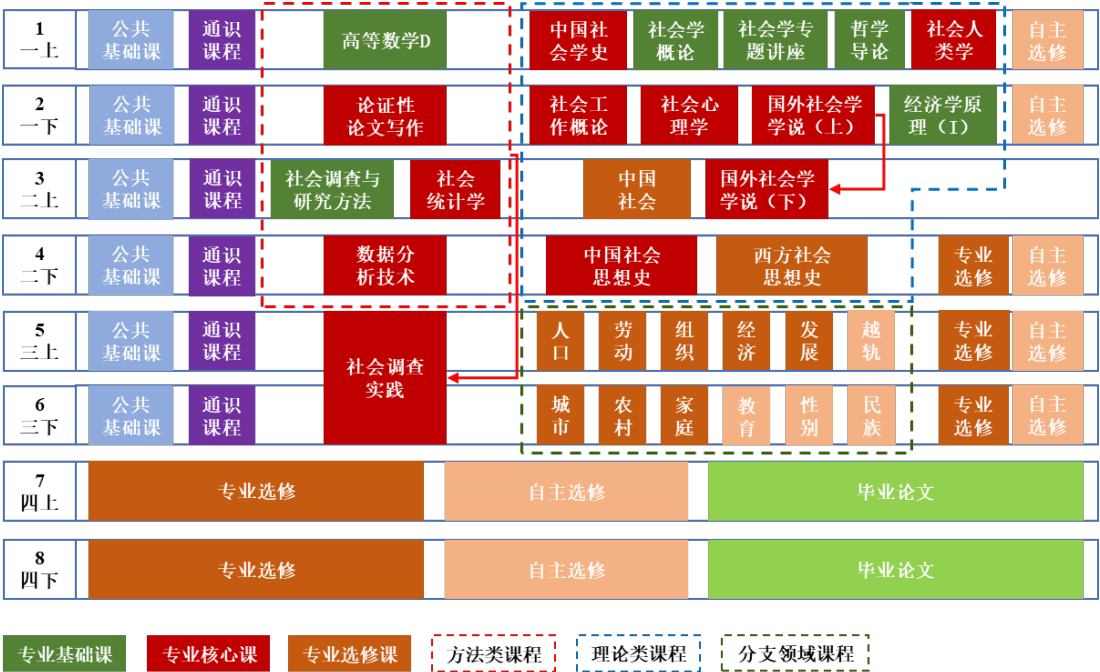 1
一上
公共
基础课
通识
课程
高等数学D
中国社
会学史
社会学
概论
社会学专
题讲座
哲学
导论
社会人
类学
自主
选修
2
一下
公共
基础课
通识
课程
论证性
论文写作
社会工
作概论
社会心
理学
国外社会学
学说（上）
经济学原
理（I）
自主
选修
3
二上
公共
基础课
通识
课程
社会调查与
研究方法
社会
统计学
中国
社会
国外社会学
学说（下）
4
二下
公共
基础课
通识
课程
数据分
析技术
中国社会
思想史
西方社会
思想史
专业
选修
自主
选修
5
三上
公共
基础课
通识
课程
社会调查
实践
人
口
劳
动
组
织
经
济
发
展
越
轨
专业
选修
自主
选修
6
三下
公共
基础课
通识
课程
城
市
农
村
家
庭
教
育
性
别
民
族
专业
选修
自主
选修
7
四上
专业选修
自主选修
毕业论文
8
四下
专业选修
自主选修
毕业论文
专业基础课
专业核心课
专业选修课
方法类课程
理论类课程
分支领域课程